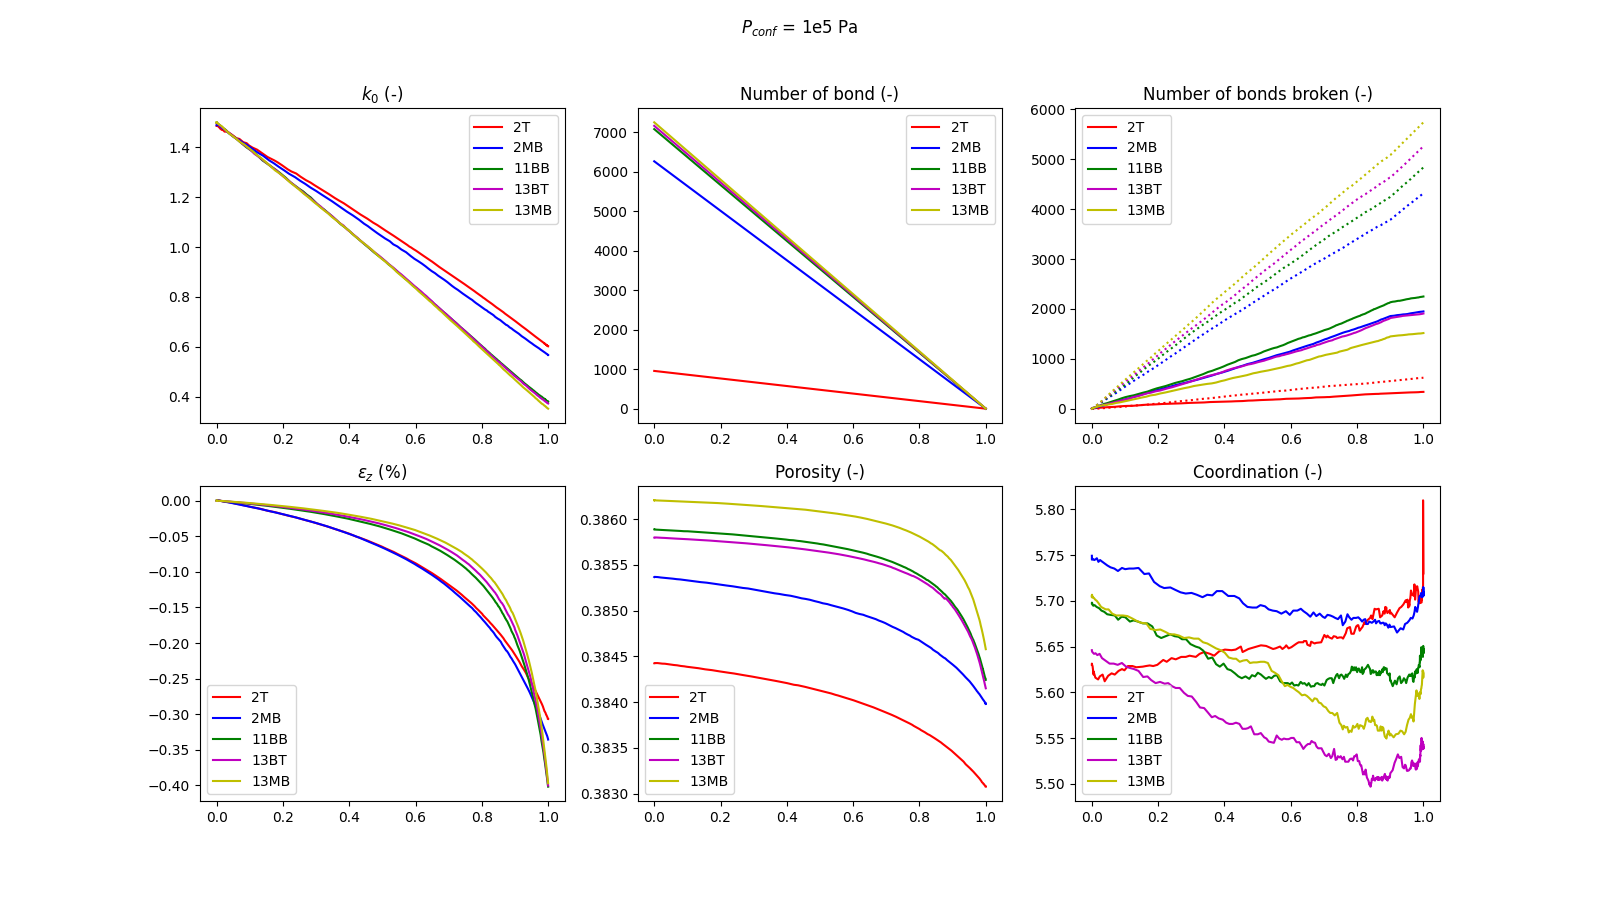 P_conf = 1e5 Pa
k_0 (-)
1.4
1.2
1.0
0.8
0.6
0.4
0.0 0.2 0.4 0.6 0.8 1.0
2T
2MB
11BB
13BT
13MB
Number of bond (-)
7000
6000
5000
4000
3000
2000
1000
0
0.0 0.2 0.4 0.6 0.8 1.0
2T
2MB
11BB
13BT
13MB
Number of bonds broken (-)
6000
5000
4000
3000
2000
1000
0
0.0 0.2 0.4 0.6 0.8 1.0
2T
2MB
11BB
13BT
13MB
ε_z (%)
0.00
−0.05
−0.10
−0.15
−0.20
−0.25
−0.30
−0.35
−0.40
0.0 0.2 0.4 0.6 0.8 1.0
2T
2MB
11BB
13BT
13MB
Porosity (-)
0.3860
0.3855
0.3850
0.3845
0.3840
0.3835
0.3830
0.0 0.2 0.4 0.6 0.8 1.0
2T
2MB
11BB
13BT
13MB
Coordination (-)
5.80
5.75
5.70
5.65
5.60
5.55
5.50
0.0 0.2 0.4 0.6 0.8 1.0
2T
2MB
11BB
13BT
13MB